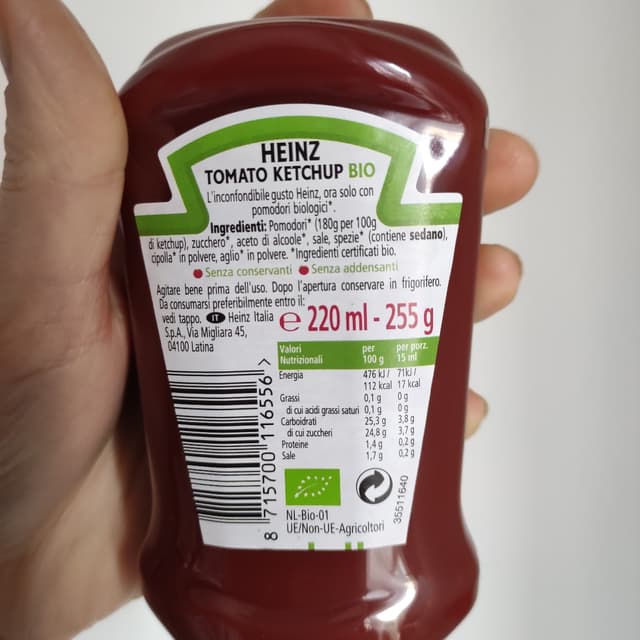 HEINZ
TOMATO KETCHUP BIO
L'inconfondibile gusto Heinz, ora solo con
pomodori biologici*.
Ingredienti: Pomodori* (180g per 100g
di ketchup), zucchero*, aceto di alcole*, sale, spezie* (contiene sedano),
cipolla* in polvere, aglio* in polvere. *Ingredienti certificati bio.
Senza conservanti Senza addensanti
Agitare bene prima dell'uso. Dopo l'apertura conservare in frigorifero.
Da consumarsi preferibilmente entro il:
vedi tappo. IT Heinz Italia
S.p.A., Via Migliara 45,
04100 Latina
e 220 ml - 255 g
Valori Nutrizionali per 100 g per porz. 15 ml
Energia 476 kJ / 71kJ /
112 kcal 17 kcal
Grassi 0,1 g 0g
di cui acidi grassi saturi 0,1 g 0g
Carboidrati 25,3 g 3,8 g
di cui zuccheri 24,8 g 3,7 g
Proteine 1,4 g 0,2 g
Sale 1,7 g 0,2 g
8 715700 116556 >
NL-Bio-01
UE/Non-UE-Agricoltori
35511640